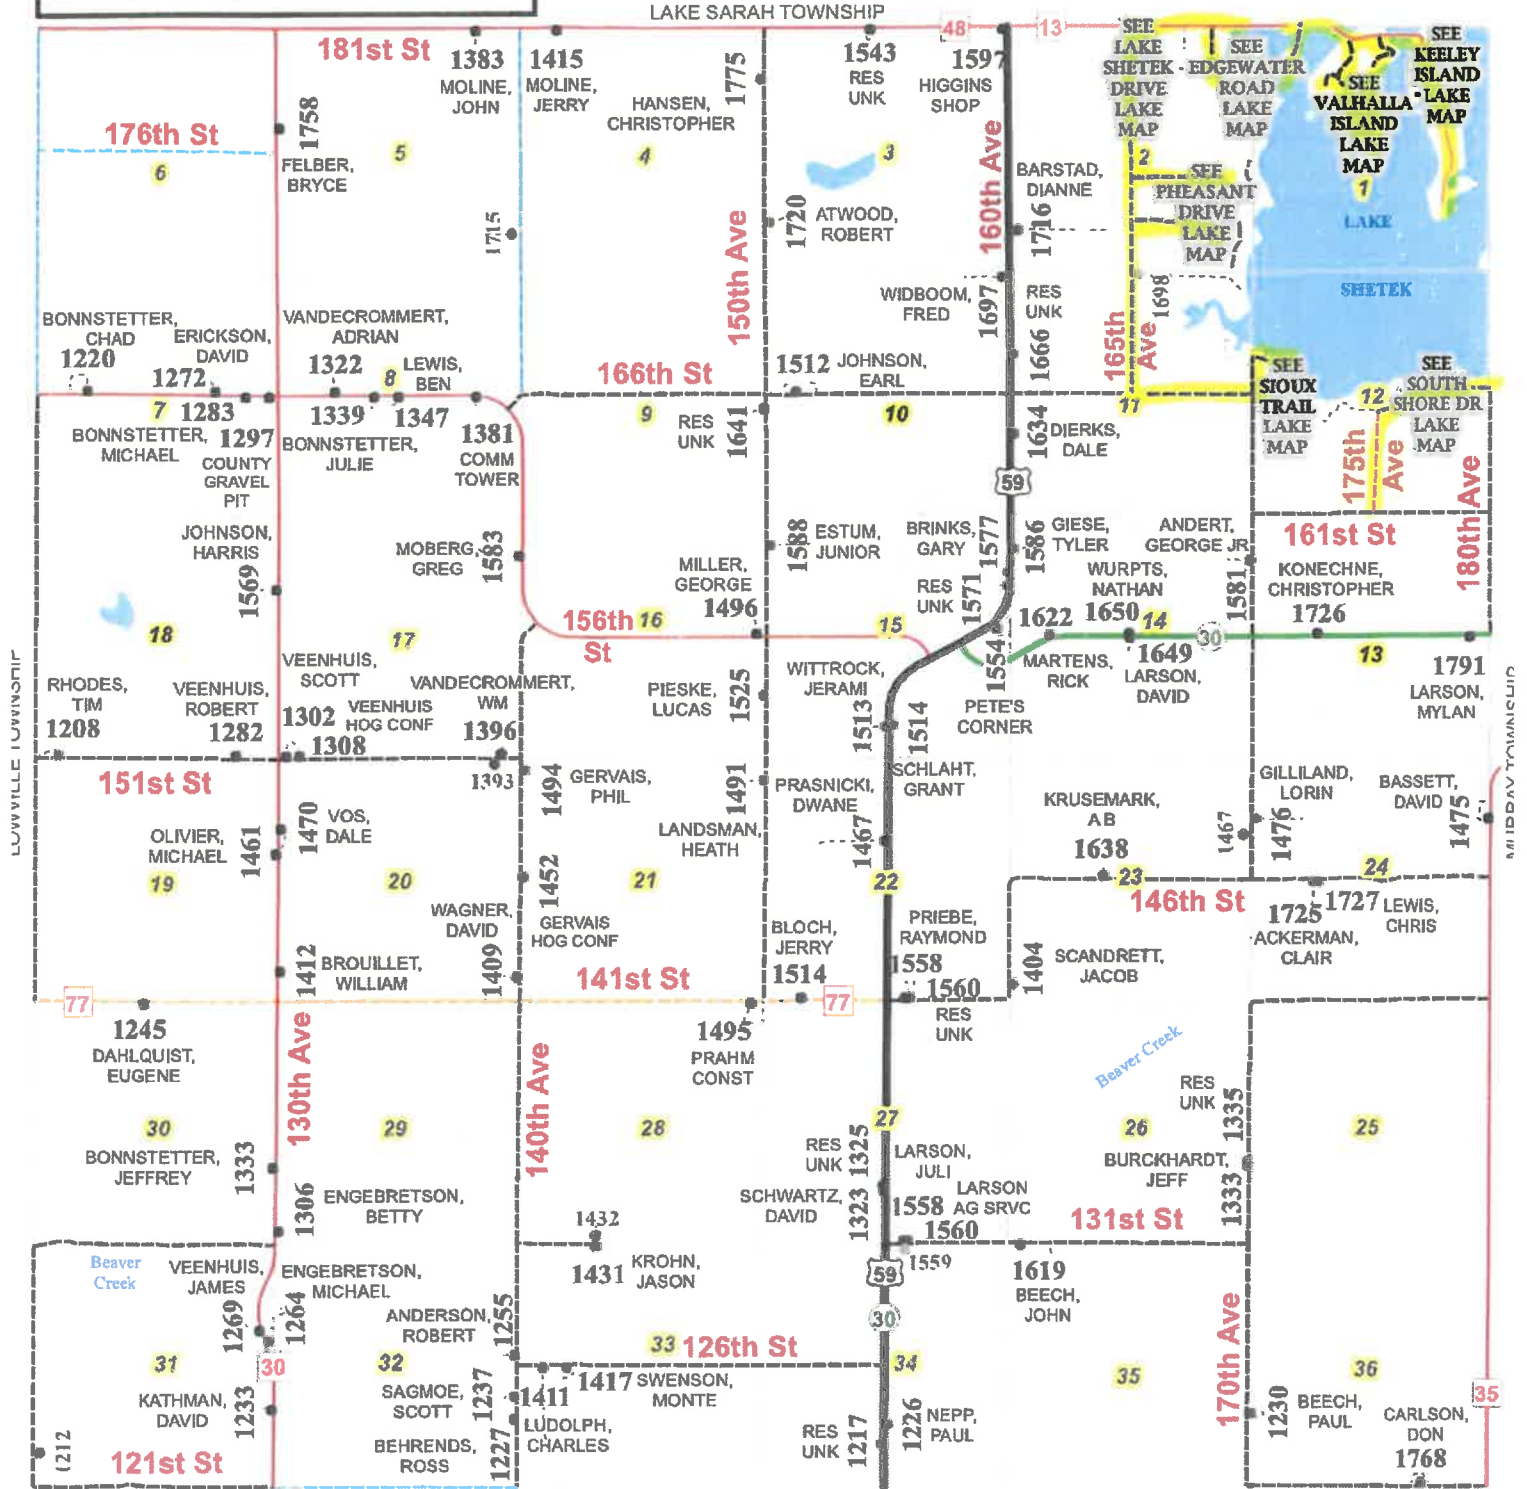 LAKE SARAH TOWNSHIP
181st St
48
13
1383
MOLINE,
JOHN
1415
MOLINE,
JERRY
1775
HANSEN,
CHRISTOPHER
1543
RES
UNK
1597
HIGGINS
SHOP
SEE
LAKE
SHETEK
DRIVE
LAKE
MAP
SEE
EDGEWATER
ROAD
LAKE
MAP
SEE
VALHALLA
ISLAND
LAKE
MAP
SEE
KEELEY
ISLAND
LAKE
MAP
176th St
1758
FELBER,
BRYCE
6
5
4
3
2
1
1715
150th Ave
1720
ATWOOD,
ROBERT
160th Ave
BARSTAD,
DIANNE
1716
SEE
PHEASANT
DRIVE
LAKE
MAP
LAKE
SHETEK
WIDBOOM,
FRED
1697
RES
UNK
1666
165th
Ave
1698
BONNSTETTER,
CHAD
1220
ERICKSON,
DAVID
1272
VANDECROMMERT,
ADRIAN
1322
LEWIS,
BEN
8
166th St
1512
JOHNSON,
EARL
SEE
SIOUX
TRAIL
LAKE
MAP
SEE
SOUTH
SHORE DR
LAKE
MAP
7
1283
BONNSTETTER,
MICHAEL
1297
COUNTY
GRAVEL
PIT
1339
1347
BONNSTETTER,
JULIE
1381
COMM
TOWER
9
RES
UNK
1641
10
11
12
1634
DIERKS,
DALE
59
175th
Ave
180th Ave
JOHNSON,
HARRIS
1569
MOBERG,
GREG
1583
1588
ESTUM,
JUNIOR
BRINKS,
GARY
1577
1586
GIESE,
TYLER
ANDERT,
GEORGE JR
1581
161st St
MILLER,
GEORGE
1496
RES
UNK
1571
WURPTS,
NATHAN
1622
1650
KONECHNE,
CHRISTOPHER
1726
18
17
16
15
14
13
156th
St
30
LOWVILLE TOWNSHIP
MURRAY TOWNSHIP
RHODES,
TIM
1208
VEENHUIS,
ROBERT
1282
VEENHUIS,
SCOTT
1302
VEENHUIS
HOG CONF
1308
VANDECROMMERT,
WM
1396
PIESKE,
LUCAS
1525
WITTROCK,
JERAMI
1513
1514
1554
PETE'S
CORNER
MARTENS,
RICK
1649
LARSON,
DAVID
1791
LARSON,
MYLAN
151st St
1393
1494
GERVAIS,
PHIL
1491
PRASNICKI,
DWANE
SCHLAHT,
GRANT
GILLILAND,
LORIN
1476
BASSETT,
DAVID
1475
OLIVIER,
MICHAEL
1461
1470
VOS,
DALE
LANDSMAN,
HEATH
1467
KRUSEMARK,
AB
1638
1467
19
20
21
22
23
24
1452
WAGNER,
DAVID
1409
GERVAIS
HOG CONF
BLOCH,
JERRY
1514
PRIEBE,
RAYMOND
1558
146th St
1725
ACKERMAN,
CLAIR
1727
LEWIS,
CHRIS
1412
BROUILLET,
WILLIAM
141st St
1404
SCANDRETT,
JACOB
77
77
1560
RES
UNK
1245
DAHLQUIST,
EUGENE
130th Ave
140th Ave
1495
PRAHM
CONST
Beaver Creek
RES
UNK
1335
30
29
28
27
26
25
BONNSTETTER,
JEFFREY
1333
1306
ENGEBRETSON,
BETTY
RES
UNK
1325
LARSON,
JULI
BURCKHARDT,
JEFF
1333
SCHWARTZ,
DAVID
1323
1558
LARSON
AG SRVC
1560
131st St
1432
1431
KROHN,
JASON
1559
59
1619
BEECH,
JOHN
Beaver
Creek
VEENHUIS,
JAMES
1269
ENGEBRETSON,
MICHAEL
1264
ANDERSON,
ROBERT
1255
30
170th Ave
31
30
32
33
126th St
34
35
36
35
KATHMAN,
DAVID
1233
SAGMOE,
SCOTT
1237
1411
1417
SWENSON,
MONTE
LUDOLPH,
CHARLES
1212
121st St
BEHRENDS,
ROSS
1227
RES
UNK
1217
1226
NEPP,
PAUL
1230
BEECH,
PAUL
CARLSON,
DON
1768